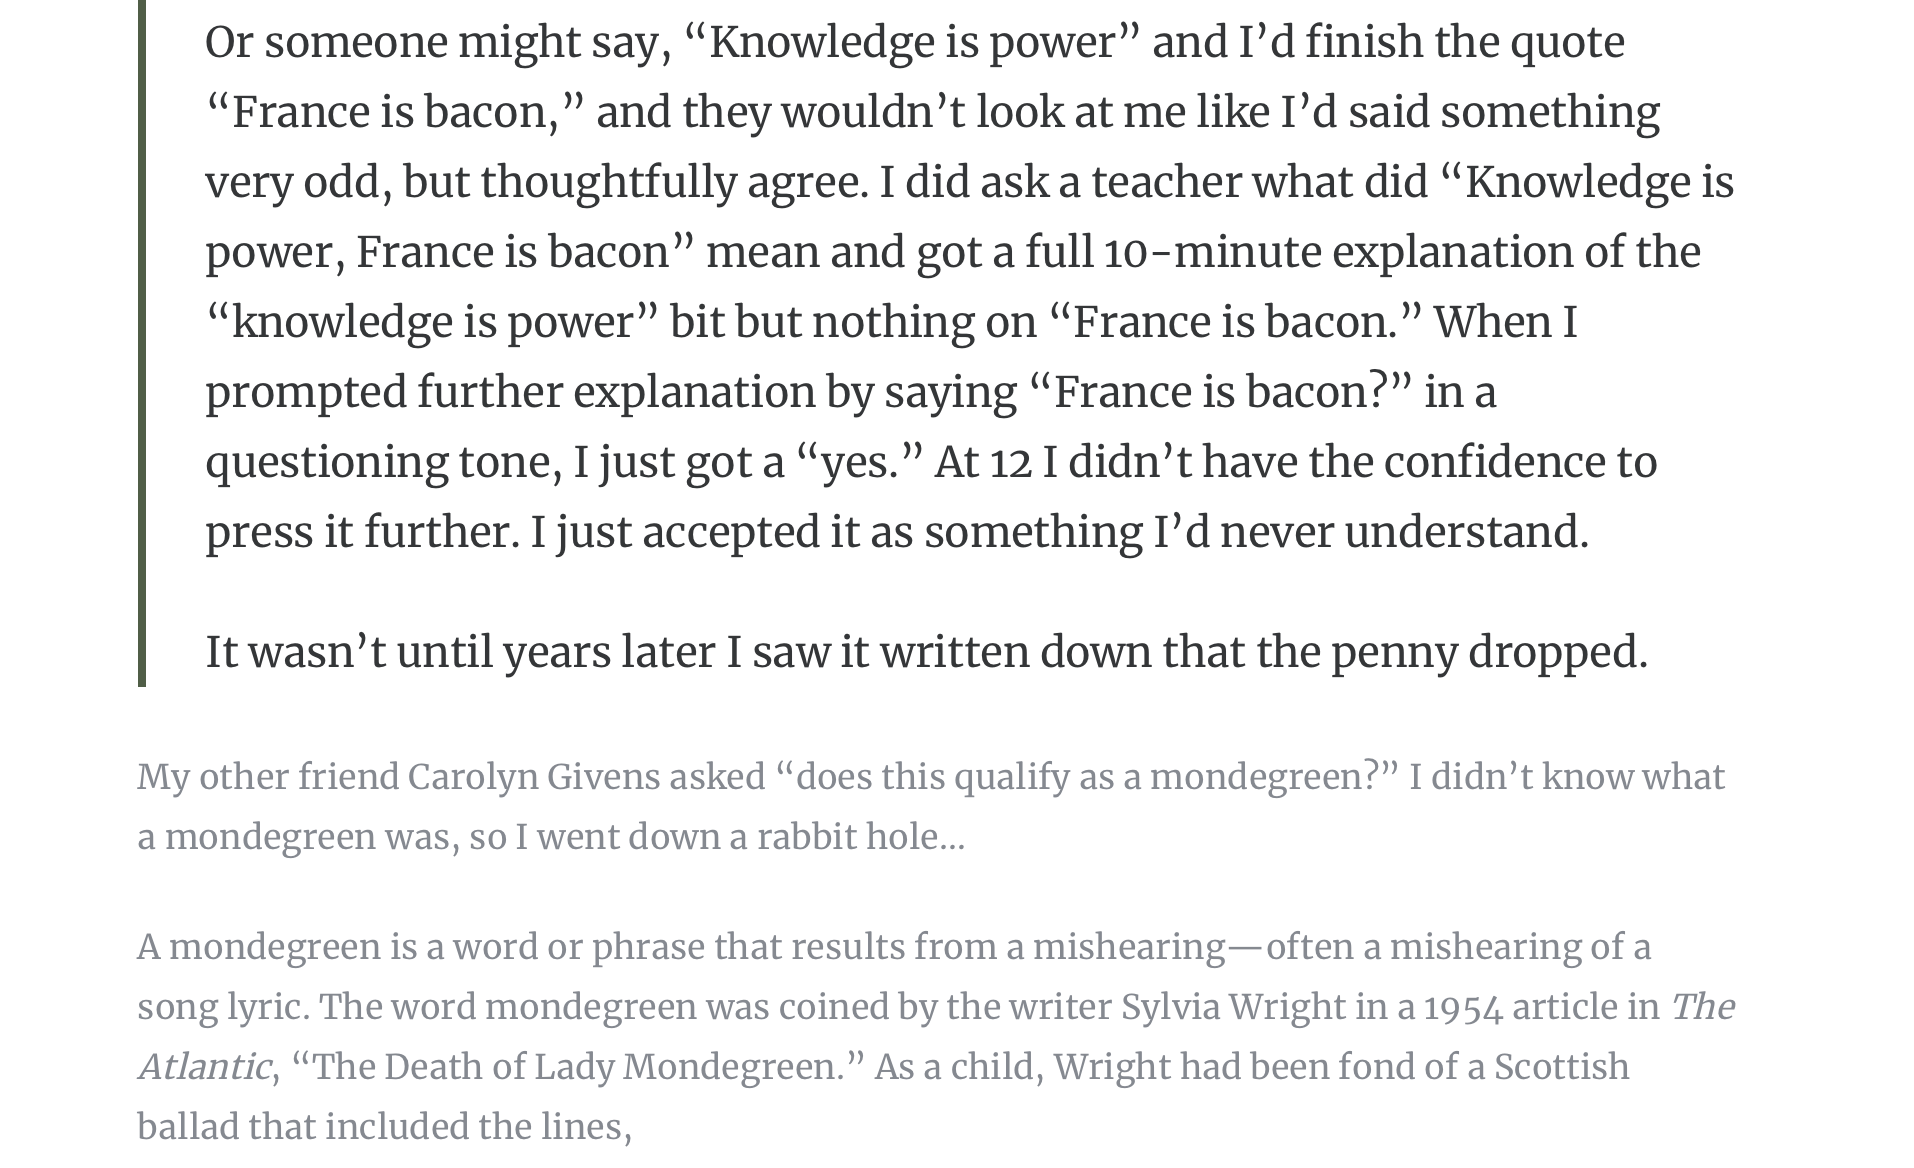 Or someone might say, “Knowledge is power” and I’d finish the quote
“France is bacon,” and they wouldn’t look at me like I’d said something
very odd, but thoughtfully agree. I did ask a teacher what did “Knowledge is
power, France is bacon” mean and got a full 10-minute explanation of the
“knowledge is power” bit but nothing on “France is bacon.” When I
prompted further explanation by saying “France is bacon?” in a
questioning tone, I just got a “yes.” At 12 I didn’t have the confidence to
press it further. I just accepted it as something I’d never understand.
It wasn’t until years later I saw it written down that the penny dropped.
My other friend Carolyn Givens asked “does this qualify as a mondegreen?” I didn’t know what
a mondegreen was, so I went down a rabbit hole…
A mondegreen is a word or phrase that results from a mishearing—often a mishearing of a
song lyric. The word mondegreen was coined by the writer Sylvia Wright in a 1954 article in The
Atlantic, “The Death of Lady Mondegreen.” As a child, Wright had been fond of a Scottish
ballad that included the lines,